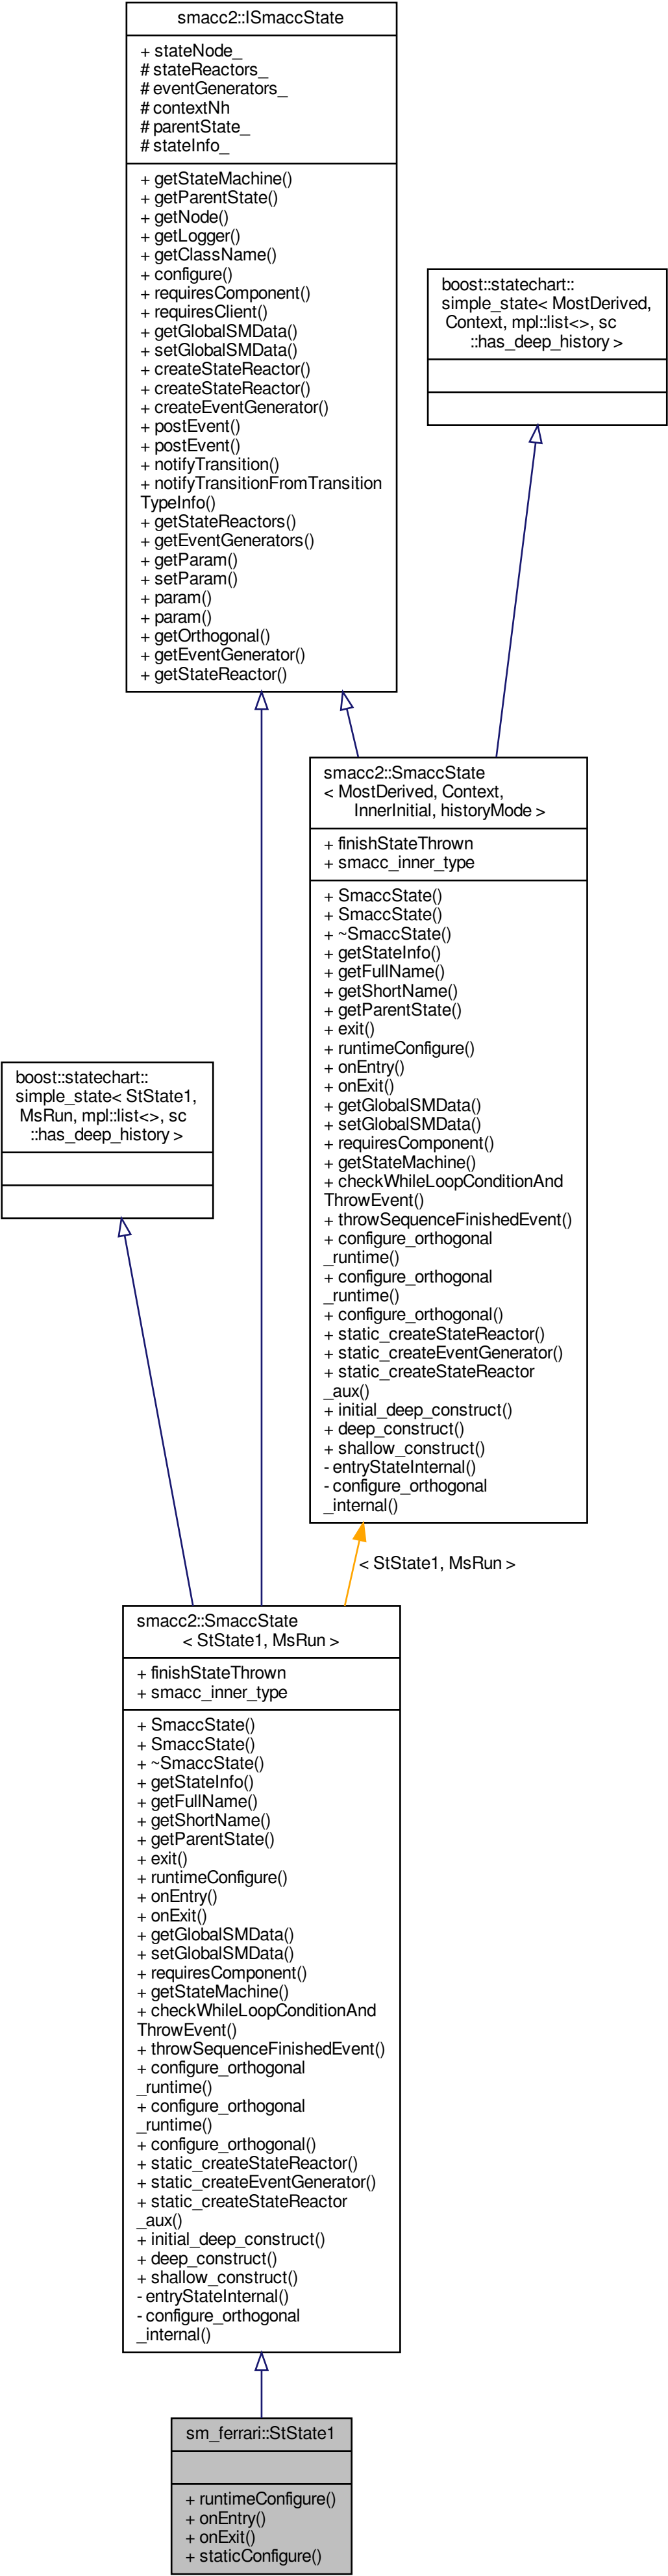 smacc2::ISmaccState
+ stateNode_
# stateReactors_
# eventGenerators_
# contextNh
# parentState_
# stateInfo_
+ getStateMachine()
+ getParentState()
+ getNode()
+ getLogger()
+ getClassName()
+ configure()
+ requiresComponent()
+ requiresClient()
+ getGlobalSMData()
+ setGlobalSMData()
+ createStateReactor()
+ createStateReactor()
+ createEventGenerator()
+ postEvent()
+ postEvent()
+ notifyTransition()
+ notifyTransitionFromTransition
TypeInfo()
+ getStateReactors()
+ getEventGenerators()
+ getParam()
+ setParam()
+ param()
+ param()
+ getOrthogonal()
+ getEventGenerator()
+ getStateReactor()
boost::statechart::
simple_state< MostDerived,
Context, mpl::list<>, sc
::has_deep_history >
smacc2::SmaccState
< MostDerived, Context,
InnerInitial, historyMode >
+ finishStateThrown
+ smacc_inner_type
+ SmaccState()
+ SmaccState()
+ ~SmaccState()
+ getStateInfo()
+ getFullName()
+ getShortName()
+ getParentState()
+ exit()
+ runtimeConfigure()
+ onEntry()
+ onExit()
+ getGlobalSMData()
+ setGlobalSMData()
+ requiresComponent()
+ getStateMachine()
+ checkWhileLoopConditionAnd
ThrowEvent()
+ throwSequenceFinishedEvent()
+ configure_orthogonal
_runtime()
+ configure_orthogonal
_runtime()
+ configure_orthogonal()
+ static_createStateReactor()
+ static_createEventGenerator()
+ static_createStateReactor
_aux()
+ initial_deep_construct()
+ deep_construct()
+ shallow_construct()
- entryStateInternal()
- configure_orthogonal
_internal()
boost::statechart::
simple_state< StState1,
MsRun, mpl::list<>, sc
::has_deep_history >
< StState1, MsRun >
smacc2::SmaccState
< StState1, MsRun >
+ finishStateThrown
+ smacc_inner_type
+ SmaccState()
+ SmaccState()
+ ~SmaccState()
+ getStateInfo()
+ getFullName()
+ getShortName()
+ getParentState()
+ exit()
+ runtimeConfigure()
+ onEntry()
+ onExit()
+ getGlobalSMData()
+ setGlobalSMData()
+ requiresComponent()
+ getStateMachine()
+ checkWhileLoopConditionAnd
ThrowEvent()
+ throwSequenceFinishedEvent()
+ configure_orthogonal
_runtime()
+ configure_orthogonal
_runtime()
+ configure_orthogonal()
+ static_createStateReactor()
+ static_createEventGenerator()
+ static_createStateReactor
_aux()
+ initial_deep_construct()
+ deep_construct()
+ shallow_construct()
- entryStateInternal()
- configure_orthogonal
_internal()
sm_ferrari::StState1
+ runtimeConfigure()
+ onEntry()
+ onExit()
+ staticConfigure()